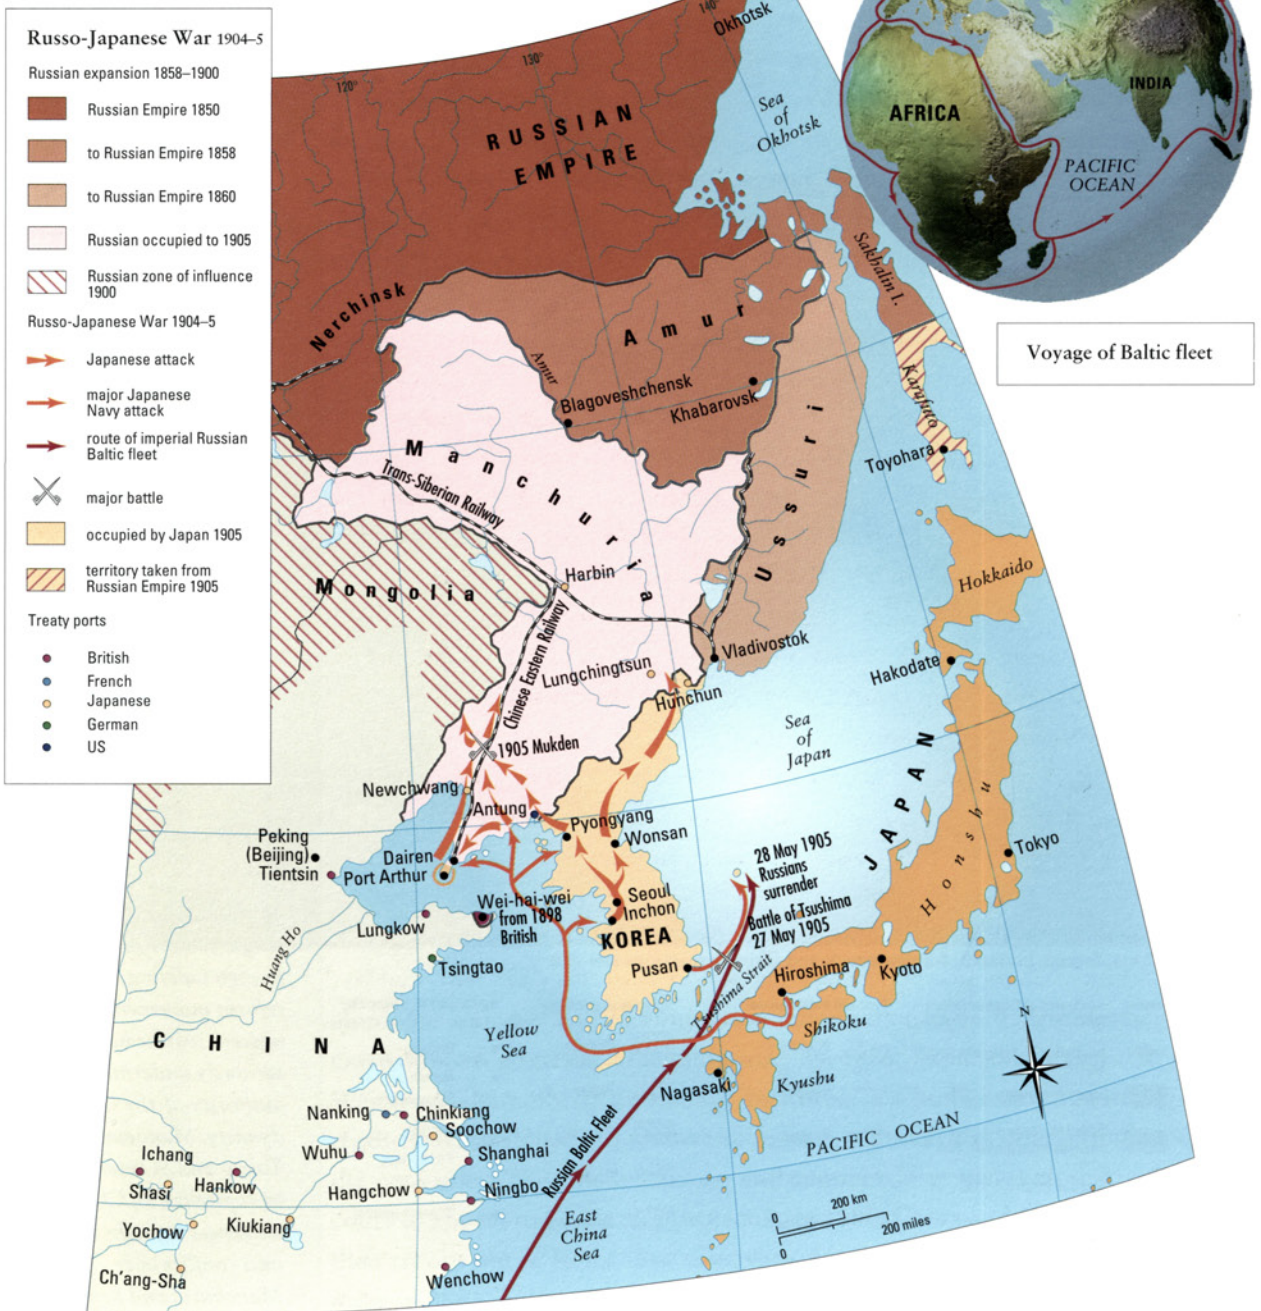 Russo-Japanese War 1904–5
Russian expansion 1858–1900
Russian Empire 1850
to Russian Empire 1858
to Russian Empire 1860
Russian occupied to 1905
Russian zone of influence
1900
Russo-Japanese War 1904–5
Japanese attack
major Japanese
Navy attack
route of imperial Russian
Baltic fleet
major battle
occupied by Japan 1905
territory taken from
Russian Empire 1905
Treaty ports
British
French
Japanese
German
US
120°
130°
140°
Okhotsk
RUSSIAN
EMPIRE
Sea
of
Okhotsk
AFRICA
INDIA
PACIFIC
OCEAN
Voyage of Baltic fleet
Sakhalin I.
Nerchinsk
Amur
Amur
Blagoveshchensk
Khabarovsk
Karafuto
Toyohara
Manchuria
Trans-Siberian Railway
Ussuri
Mongolia
Harbin
Hokkaido
Chinese Eastern Railway
Vladivostok
Lungchingtsun
Hunchun
Hakodate
Sea
of
Japan
JAPAN
1905 Mukden
Newchwang
Antung
Pyongyang
Wonsan
Honshu
Tokyo
Peking
(Beijing)
Tientsin
Dairen
Port Arthur
28 May 1905
Russians
surrender
Battle of Tsushima
27 May 1905
Wei-hai-wei
from 1898
British
Seoul
Inchon
KOREA
Lungkow
Huang Ho
Tsingtao
Pusan
Tsushima Strait
Hiroshima
Kyoto
Shikoku
Yellow
Sea
CHINA
Nagasaki
Kyushu
N
PACIFIC OCEAN
Nanking
Chinkiang
Soochow
Wuhu
Shanghai
Russian Baltic Fleet
Ichang
Shasi
Hankow
Hangchow
Ningbo
Yochow
Kiukiang
East
China
Sea
0
200 km
0
200 miles
Ch'ang-Sha
Wenchow